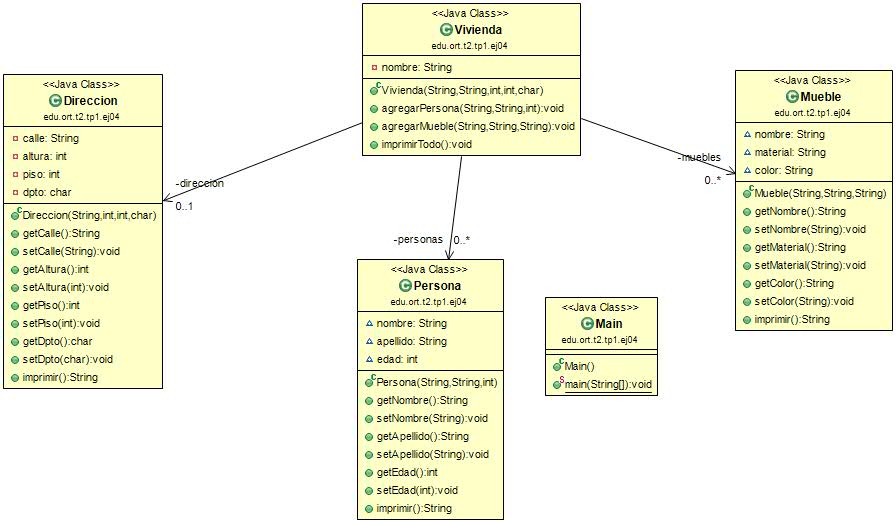 <<Java Class>>
Vivienda
edu.ort.t2.tp1.ej04
nombre: String
Vivienda(String,String,int,int,char)
agregarPersona(String,String,int):void
agregarMueble(String,String,String):void
imprimirTodo():void
<<Java Class>>
Direccion
edu.ort.t2.tp1.ej04
calle: String
altura: int
piso: int
dpto: char
Direccion(String,int,int,char)
getCalle():String
setCalle(String):void
getAltura():int
setAltura(int):void
getPiso():int
setPiso(int):void
getDpto():char
setDpto(char):void
imprimir():String
-direccion
0..1
-personas
0..*
-muebles
0..*
<<Java Class>>
Mueble
edu.ort.t2.tp1.ej04
nombre: String
material: String
color: String
Mueble(String,String,String)
getNombre():String
setNombre(String):void
getMaterial():String
setMaterial(String):void
getColor():String
setColor(String):void
imprimir():String
<<Java Class>>
Persona
edu.ort.t2.tp1.ej04
nombre: String
apellido: String
edad: int
Persona(String,String,int)
getNombre():String
setNombre(String):void
getApellido():String
setApellido(String):void
getEdad():int
setEdad(int):void
imprimir():String
<<Java Class>>
Main
edu.ort.t2.tp1.ej04
Main()
main(String[]):void